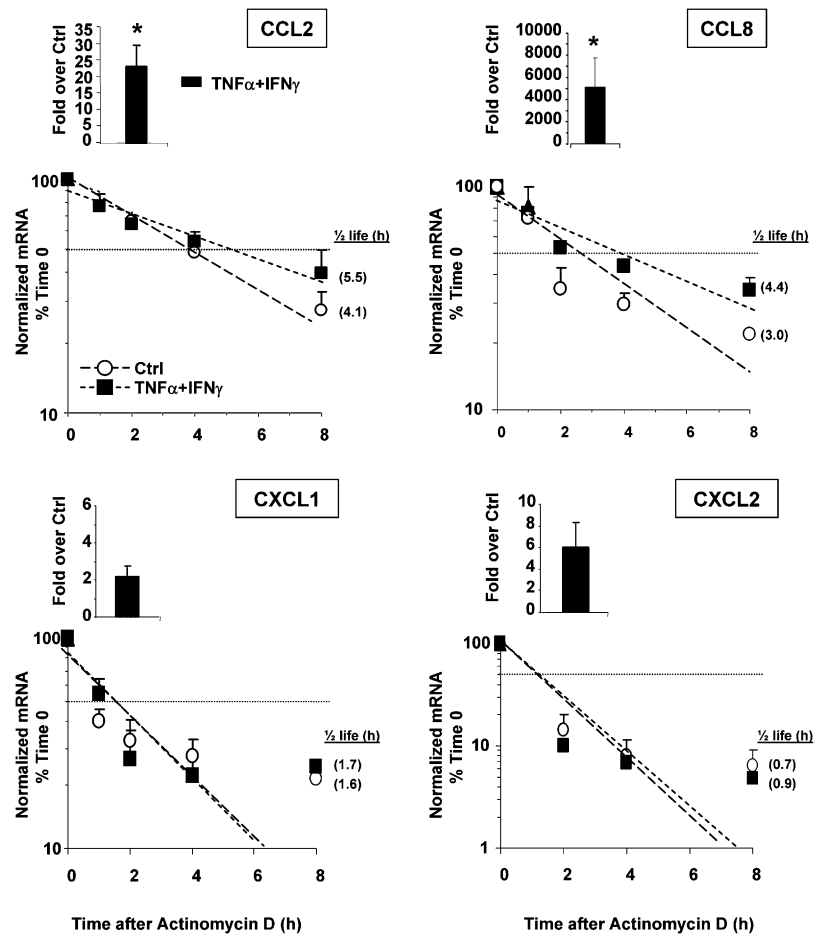 CCL2
Fold over Ctrl
35
30
25
20
15
10
5
0
*
TNFα+IFNγ
Normalized mRNA
% Time 0
100
10
½ life (h)
(5.5)
(4.1)
Ctrl
TNFα+IFNγ
0 2 4 6 8
CCL8
Fold over Ctrl
10000
8000
6000
4000
2000
0
*
Normalized mRNA
% Time 0
100
10
½ life (h)
(4.4)
(3.0)
0 2 4 6 8
CXCL1
Fold over Ctrl
6
4
2
0
Normalized mRNA
% Time 0
100
10
½ life (h)
(1.7)
(1.6)
0 2 4 6 8
Time after Actinomycin D (h)
CXCL2
Fold over Ctrl
10
8
6
4
2
0
Normalized mRNA
% Time 0
100
10
1
½ life (h)
(0.7)
(0.9)
0 2 4 6 8
Time after Actinomycin D (h)